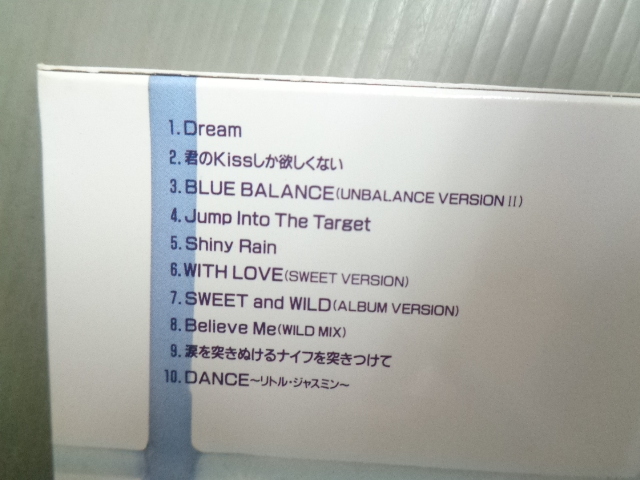 1. Dream
2. 君のKissしか欲しくない
3. BLUE BALANCE(UNBALANCE VERSION II)
4. Jump Into The Target
5. Shiny Rain
6. WITH LOVE(SWEET VERSION)
7. SWEET and WILD(ALBUM VERSION)
8. Believe Me(WILD MIX)
9. 涙を突きぬけるナイフを突きつけて
10. DANCE～リトル・ジャスミン～